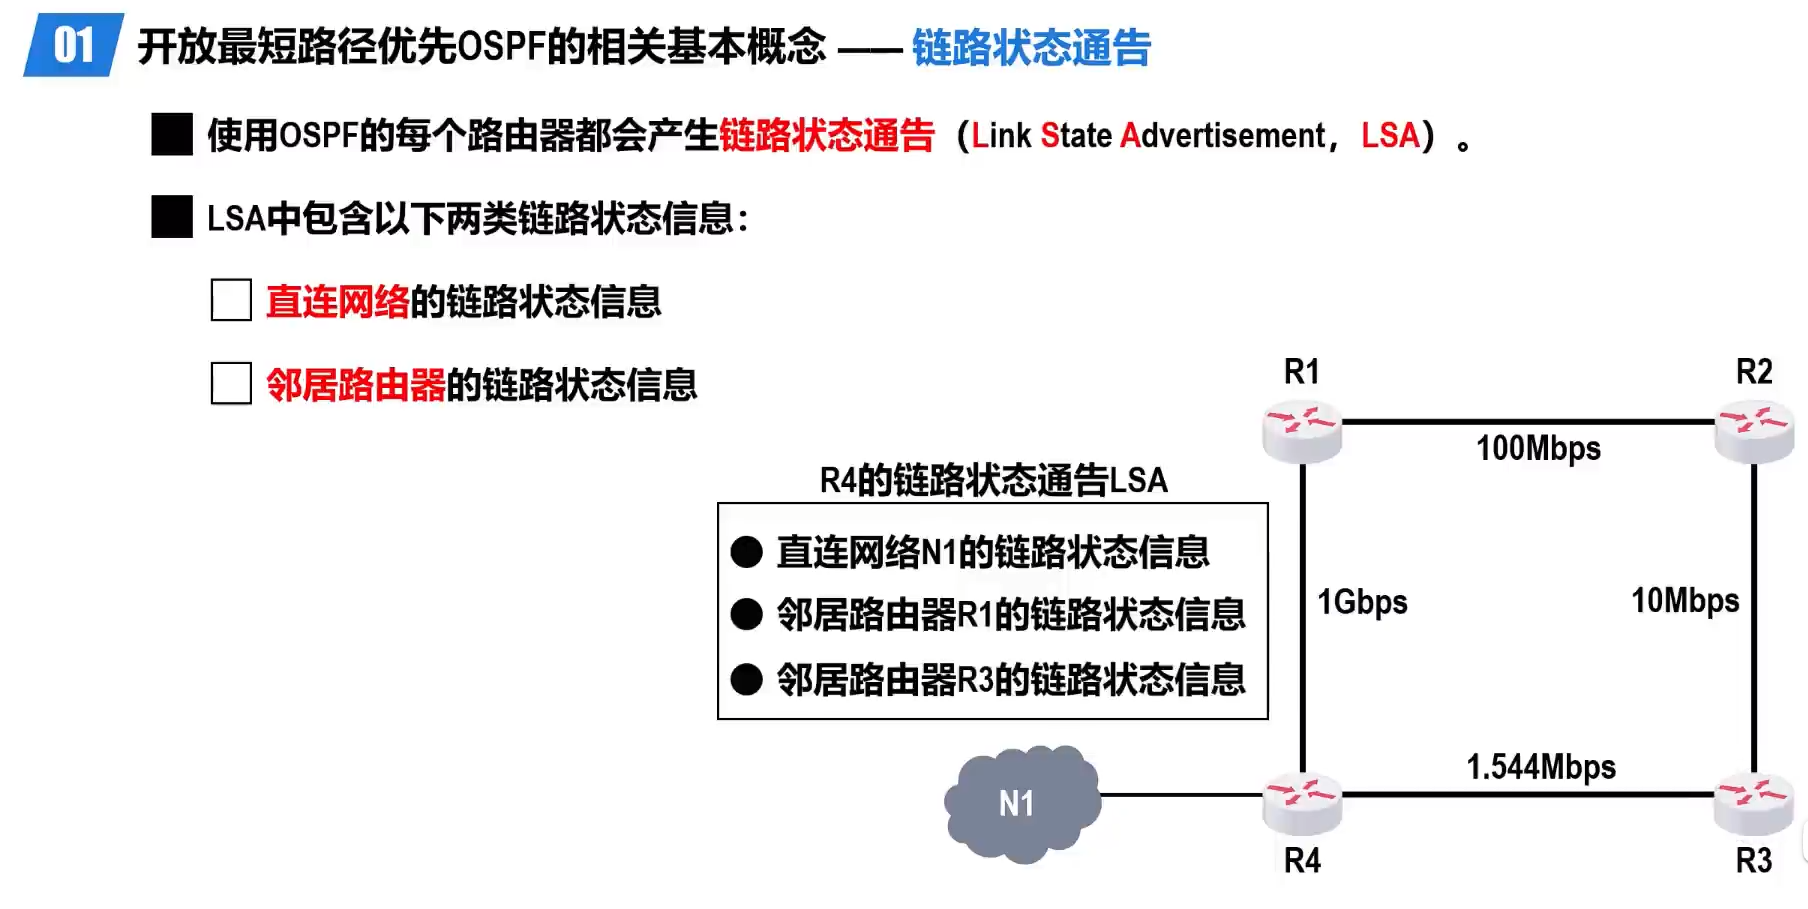 01 开放最短路径优先OSPF的相关基本概念 —— 链路状态通告
使用OSPF的每个路由器都会产生链路状态通告（Link State Advertisement，LSA）。
LSA中包含以下两类链路状态信息：
直连网络的链路状态信息
邻居路由器的链路状态信息
R1
R2
100Mbps
R4的链路状态通告LSA
直连网络N1的链路状态信息
邻居路由器R1的链路状态信息
邻居路由器R3的链路状态信息
1Gbps
10Mbps
1.544Mbps
N1
R4
R3